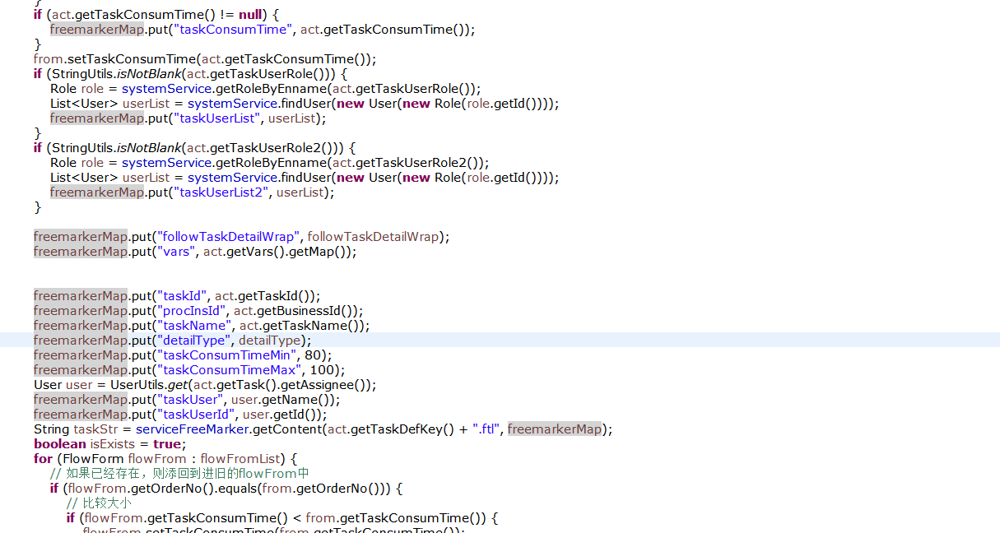 }
if (act.getTaskConsumTime() != null) {
freemarkerMap.put("taskConsumTime", act.getTaskConsumTime());
}
from.setTaskConsumTime(act.getTaskConsumTime());
if (StringUtils.isNotBlank(act.getTaskUserRole())) {
Role role = systemService.getRoleByEnname(act.getTaskUserRole());
List<User> userList = systemService.findUser(new User(new Role(role.getId())));
freemarkerMap.put("taskUserList", userList);
}
if (StringUtils.isNotBlank(act.getTaskUserRole2())) {
Role role = systemService.getRoleByEnname(act.getTaskUserRole2());
List<User> userList = systemService.findUser(new User(new Role(role.getId())));
freemarkerMap.put("taskUserList2", userList);
}
freemarkerMap.put("followTaskDetailWrap", followTaskDetailWrap);
freemarkerMap.put("vars", act.getVars().getMap());
freemarkerMap.put("taskId", act.getTaskId());
freemarkerMap.put("procInsId", act.getBusinessId());
freemarkerMap.put("taskName", act.getTaskName());
freemarkerMap.put("detailType", detailType);
freemarkerMap.put("taskConsumTimeMin", 80);
freemarkerMap.put("taskConsumTimeMax", 100);
User user = UserUtils.get(act.getTask().getAssignee());
freemarkerMap.put("taskUser", user.getName());
freemarkerMap.put("taskUserId", user.getId());
String taskStr = serviceFreeMarker.getContent(act.getTaskDefKey() + ".ftl", freemarkerMap);
boolean isExists = true;
for (FlowForm flowFrom : flowFromList) {
// 如果已经存在，则添回到进旧的flowFrom中
if (flowFrom.getOrderNo().equals(from.getOrderNo())) {
// 比较大小
if (flowFrom.getTaskConsumTime() < from.getTaskConsumTime()) {
flowFrom.setTaskConsumTime(from.getTaskConsumTime());